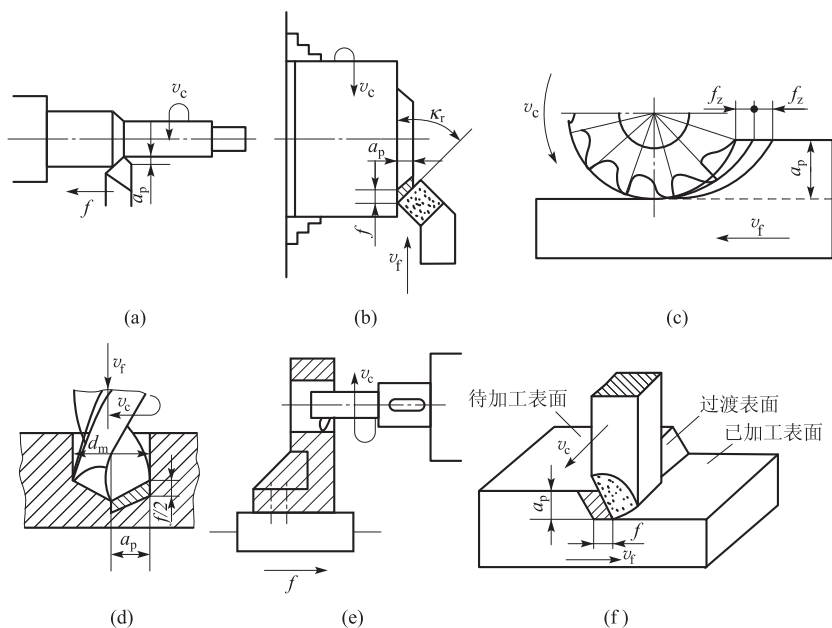 v_c
f
a_p
(a)
v_c
κ_r
a_p
f
v_f
(b)
v_c
f_z
f_z
a_p
v_f
(c)
v_f
v_c
d_m
f/2
a_p
(d)
v_c
f
(e)
待加工表面
过渡表面
已加工表面
v_c
a_p
f
v_f
(f)